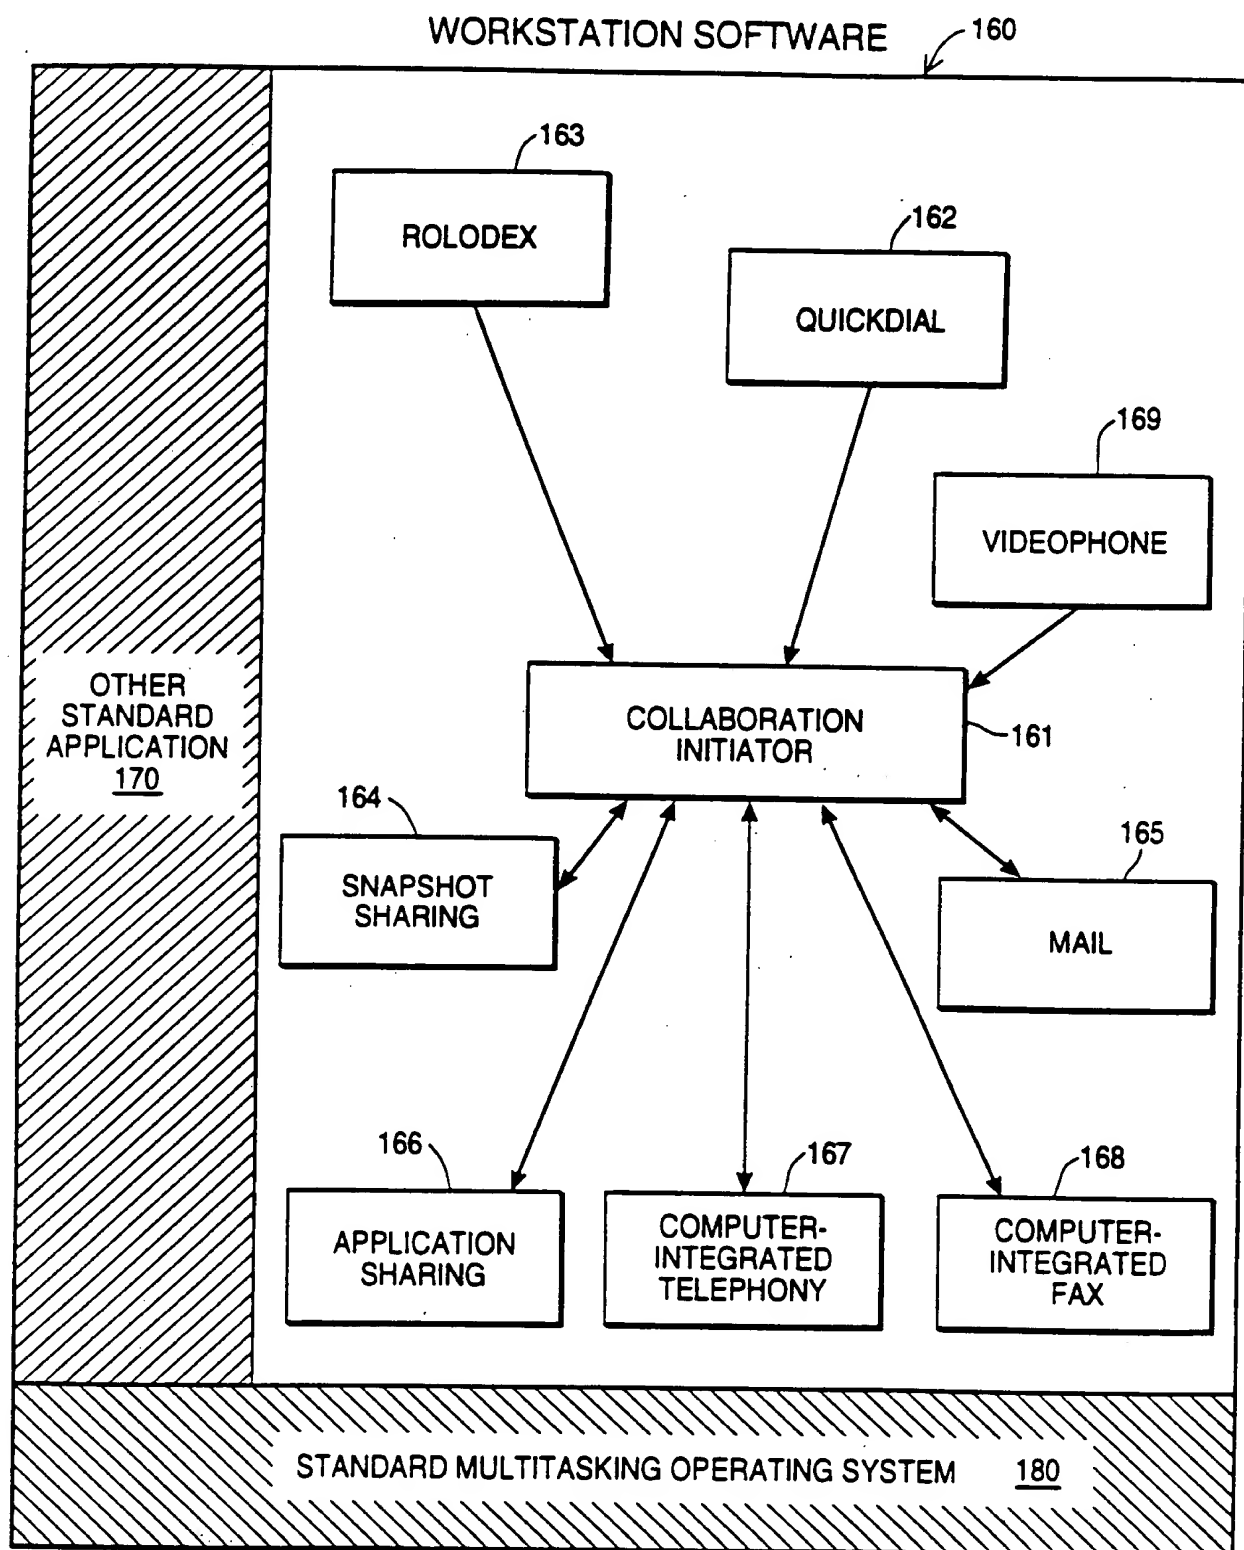 WORKSTATION SOFTWARE
160
163
ROLODEX
162
QUICKDIAL
169
VIDEOPHONE
OTHER
STANDARD
APPLICATION
170
COLLABORATION
INITIATOR
161
164
SNAPSHOT
SHARING
165
MAIL
166
APPLICATION
SHARING
167
COMPUTER-
INTEGRATED
TELEPHONY
168
COMPUTER-
INTEGRATED
FAX
STANDARD MULTITASKING OPERATING SYSTEM 180